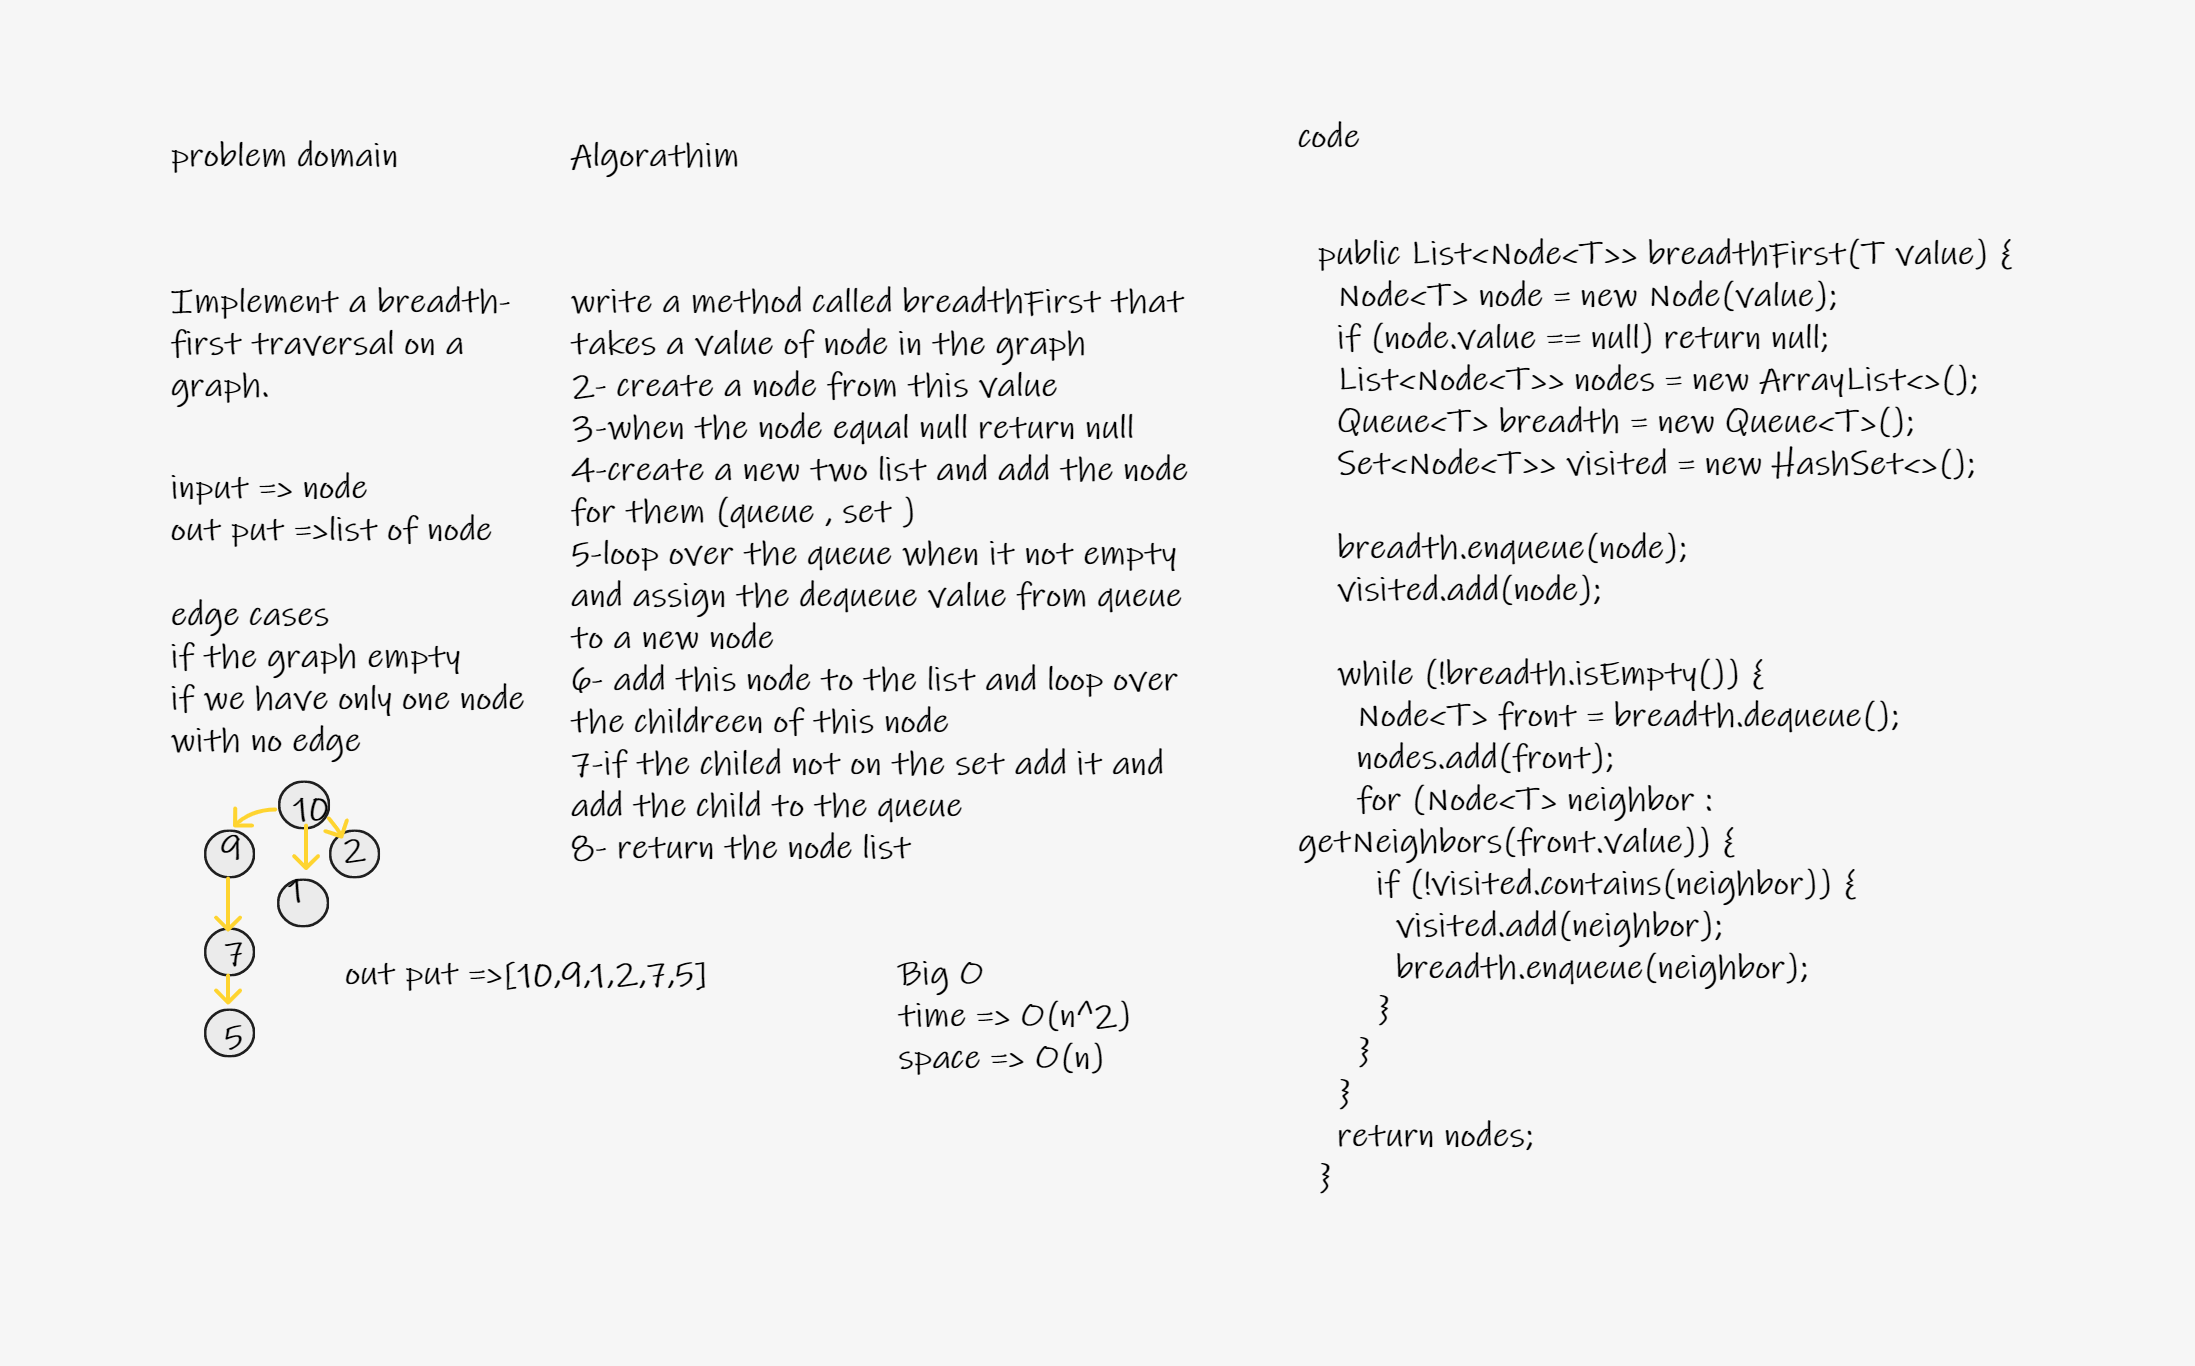 problem domain
Implement a breadth-
first traversal on a
graph.
input => node
out put =>list of node
edge cases
if the graph empty
if we have only one node
with no edge
10
9
2
1
7
5
out put =>[10,9,1,2,7,5]
Algorathim
write a method called breadthFirst that
takes a value of node in the graph
2- create a node from this value
3-when the node equal null return null
4-create a new two list and add the node
for them (queue , set )
5-loop over the queue when it not empty
and assign the dequeue value from queue
to a new node
6- add this node to the list and loop over
the childreen of this node
7-if the chiled not on the set add it and
add the child to the queue
8- return the node list
Big O
time => O(n^2)
space => O(n)
code
public List<Node<T>> breadthFirst(T value) {
Node<T> node = new Node(value);
if (node.value == null) return null;
List<Node<T>> nodes = new ArrayList<>();
Queue<T> breadth = new Queue<T>();
Set<Node<T>> visited = new HashSet<>();
breadth.enqueue(node);
visited.add(node);
while (!breadth.isEmpty()) {
Node<T> front = breadth.dequeue();
nodes.add(front);
for (Node<T> neighbor :
getNeighbors(front.value)) {
if (!visited.contains(neighbor)) {
visited.add(neighbor);
breadth.enqueue(neighbor);
}
}
}
return nodes;
}